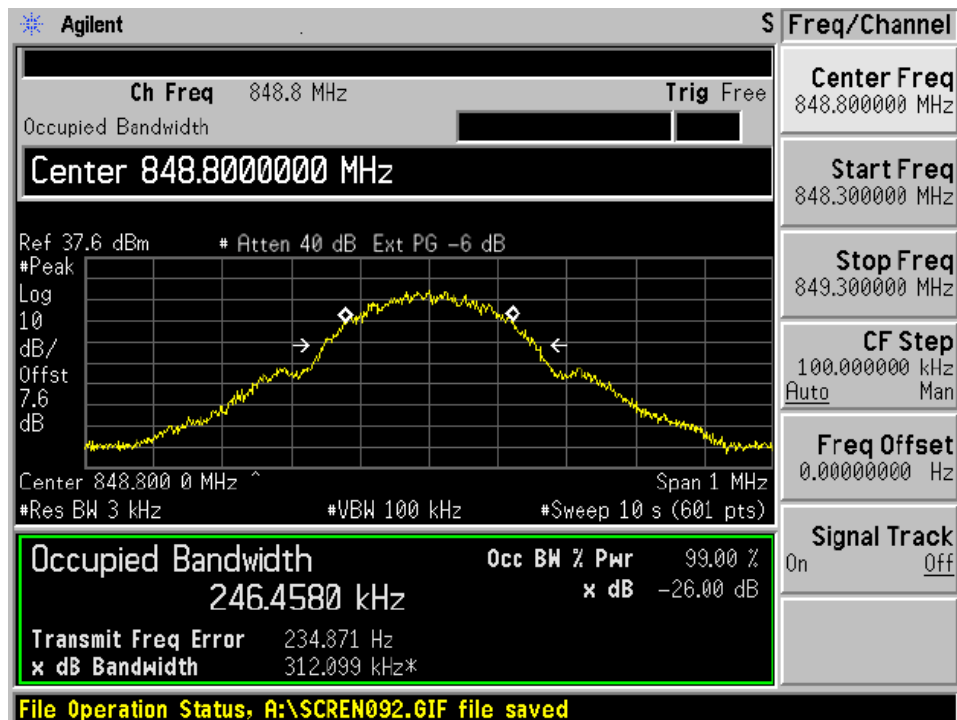 Agilent
S
Freq/Channel
Ch Freq 848.8 MHz
Trig Free
Occupied Bandwidth
Center 848.8000000 MHz
Ref 37.6 dBm
# Atten 40 dB Ext PG -6 dB
#Peak
Log
10
dB/
Offst
7.6
dB
Center 848.800 0 MHz ^
Span 1 MHz
#Res BW 3 kHz
#VBW 100 kHz
#Sweep 10 s (601 pts)
Occupied Bandwidth
246.4580 kHz
Occ BW % Pwr 99.00 %
x dB -26.00 dB
Transmit Freq Error 234.871 Hz
x dB Bandwidth 312.099 kHz*
File Operation Status, A:\SCREN092.GIF file saved
Center Freq
848.800000 MHz
Start Freq
848.300000 MHz
Stop Freq
849.300000 MHz
CF Step
100.000000 kHz
Auto Man
Freq Offset
0.00000000 Hz
Signal Track
On Off